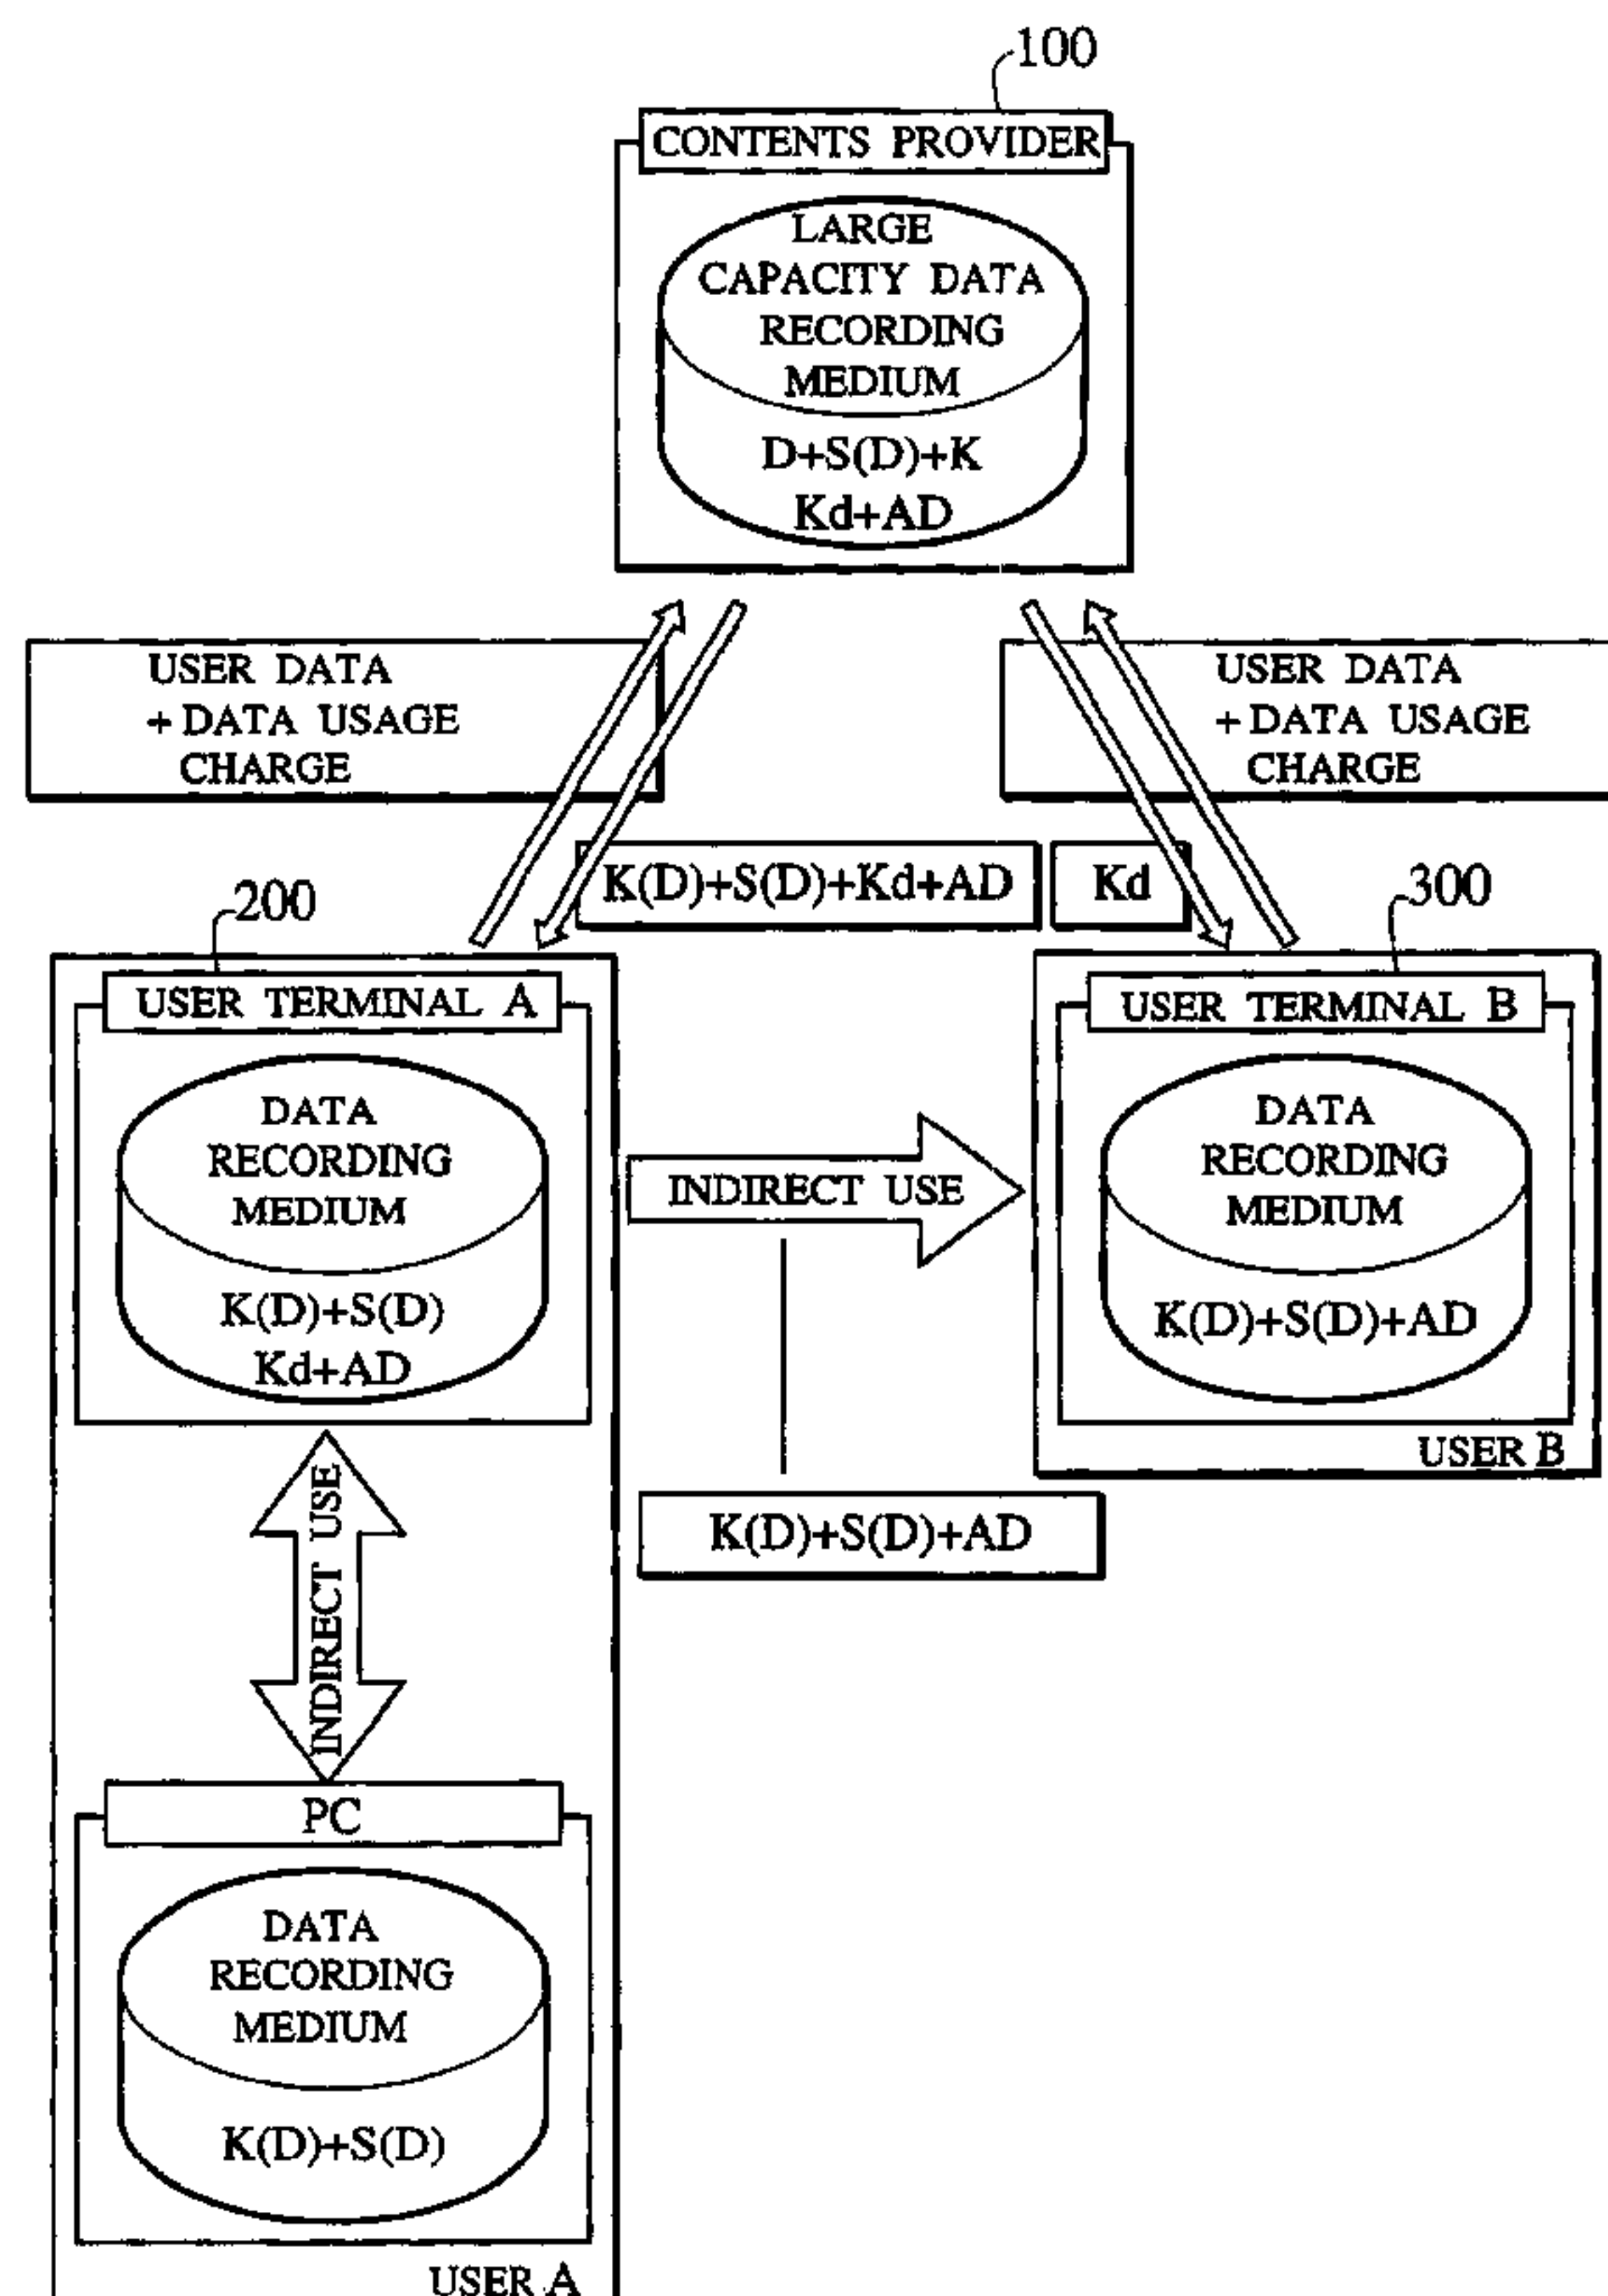 100
CONTENTS PROVIDER
LARGE
CAPACITY DATA
RECORDING
MEDIUM
D+S(D)+K
Kd+AD
USER DATA
+ DATA USAGE
CHARGE
USER DATA
+ DATA USAGE
CHARGE
K(D)+S(D)+Kd+AD
Kd
200
300
USER TERMINAL A
DATA
RECORDING
MEDIUM
K(D)+S(D)
Kd+AD
INDIRECT USE
USER TERMINAL B
DATA
RECORDING
MEDIUM
K(D)+S(D)+AD
USER B
K(D)+S(D)+AD
INDIRECT USE
PC
DATA
RECORDING
MEDIUM
K(D)+S(D)
USER A